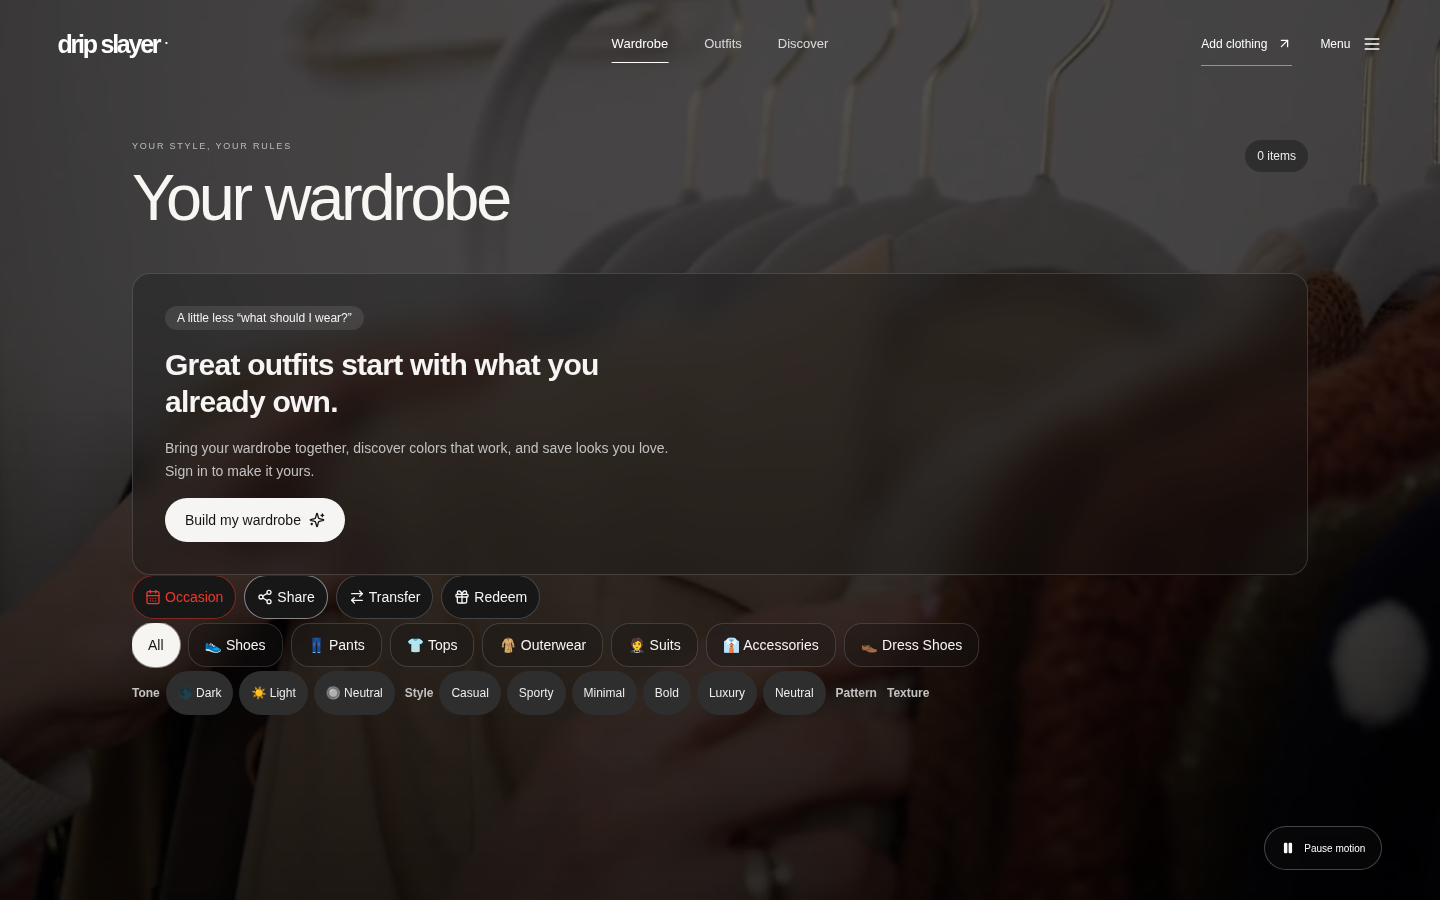 drip slayer
Wardrobe Outfits Discover
Add clothing Menu
YOUR STYLE, YOUR RULES
0 items
Your wardrobe
A little less “what should I wear?”
Great outfits start with what you
already own.
Bring your wardrobe together, discover colors that work, and save looks you love.
Sign in to make it yours.
Build my wardrobe
Occasion Share Transfer Redeem
All Shoes Pants Tops Outerwear Suits Accessories Dress Shoes
Tone Dark Light Neutral Style Casual Sporty Minimal Bold Luxury Neutral Pattern Texture
Pause motion